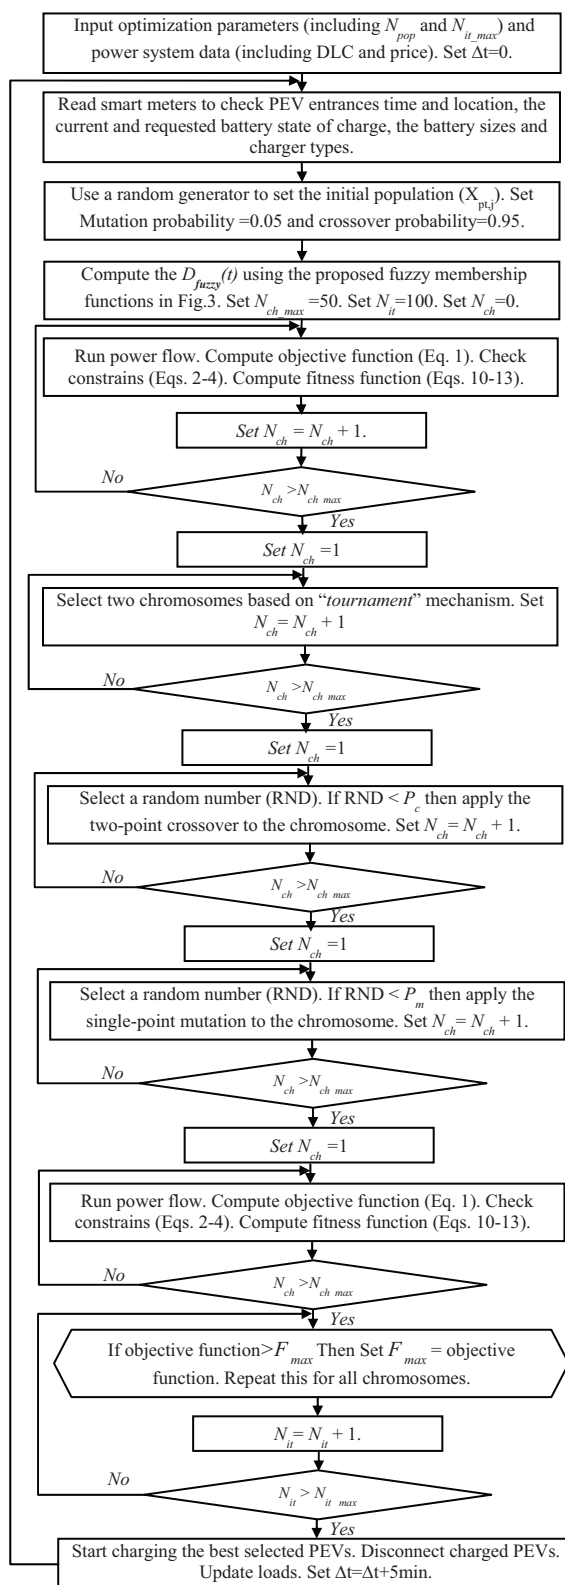 Input optimization parameters (including N_pop and N_it_max) and
power system data (including DLC and price). Set Δt=0.
Read smart meters to check PEV entrances time and location, the
current and requested battery state of charge, the battery sizes and
charger types.
Use a random generator to set the initial population (X_pt,j). Set
Mutation probability =0.05 and crossover probability=0.95.
Compute the D_fuzzy(t) using the proposed fuzzy membership
functions in Fig.3. Set N_ch_max =50. Set N_it=100. Set N_ch=0.
Run power flow. Compute objective function (Eq. 1). Check
constrains (Eqs. 2-4). Compute fitness function (Eqs. 10-13).
Set N_ch = N_ch + 1.
No
N_ch >N_ch max
Yes
Set N_ch =1
Select two chromosomes based on “tournament” mechanism. Set
N_ch= N_ch + 1
No
N_ch >N_ch max
Yes
Set N_ch =1
Select a random number (RND). If RND < P_c then apply the
two-point crossover to the chromosome. Set N_ch= N_ch + 1.
No
N_ch >N_ch max
Yes
Set N_ch =1
Select a random number (RND). If RND < P_m then apply the
single-point mutation to the chromosome. Set N_ch= N_ch + 1.
No
N_ch >N_ch max
Yes
Set N_ch =1
Run power flow. Compute objective function (Eq. 1). Check
constrains (Eqs. 2-4). Compute fitness function (Eqs. 10-13).
No
N_ch >N_ch max
Yes
If objective function>F_max Then Set F_max = objective
function. Repeat this for all chromosomes.
N_it= N_it + 1.
No
N_it > N_it max
Yes
Start charging the best selected PEVs. Disconnect charged PEVs.
Update loads. Set Δt=Δt+5min.